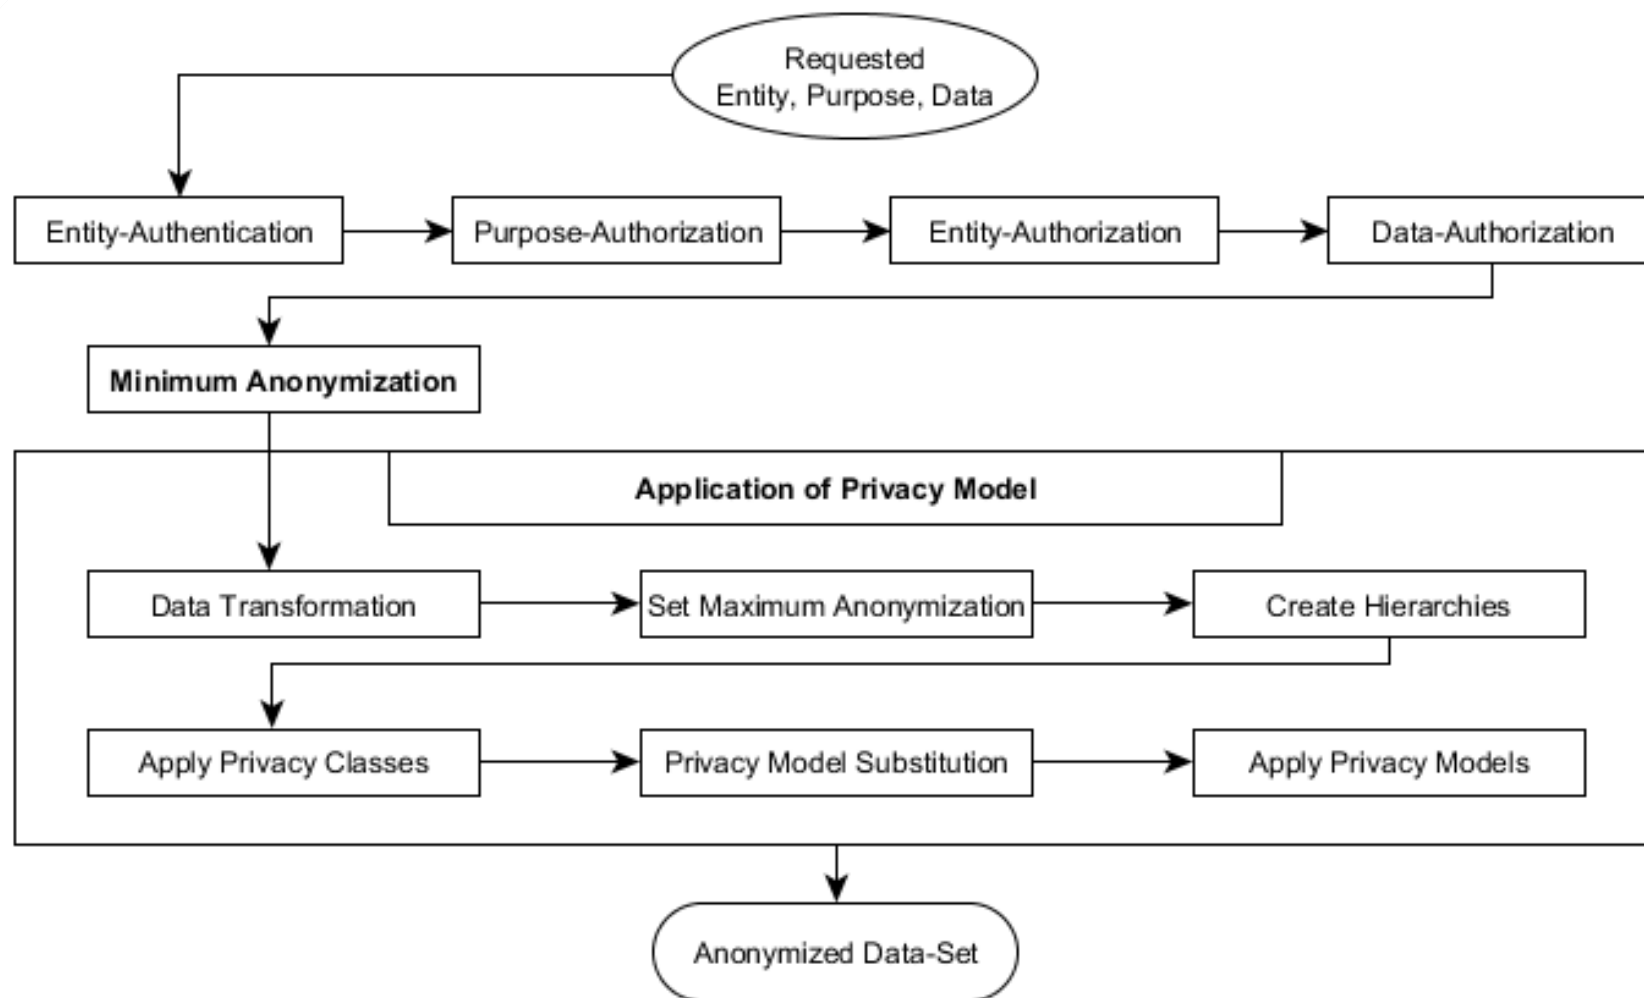 Requested
Entity, Purpose, Data
Entity-Authentication
Purpose-Authorization
Entity-Authorization
Data-Authorization
Minimum Anonymization
Application of Privacy Model
Data Transformation
Set Maximum Anonymization
Create Hierarchies
Apply Privacy Classes
Privacy Model Substitution
Apply Privacy Models
Anonymized Data-Set